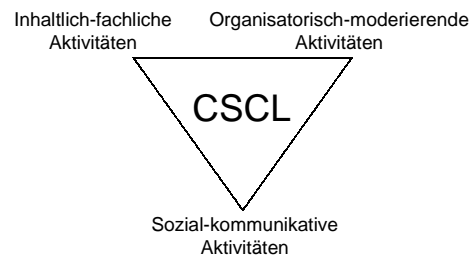 Inhaltlich-fachliche
Aktivitäten
Organisatorisch-moderierende
Aktivitäten
CSCL
Sozial-kommunikative
Aktivitäten